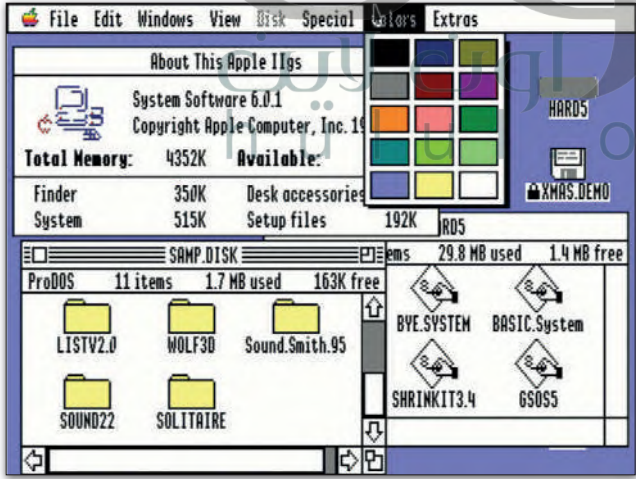 File Edit Windows View Disk Special Colors Extras
About This Apple IIgs
System Software 6.0.1
Copyright Apple Computer, Inc. 19
Total Memory: 4352K Available:
Finder 350K Desk accessories
System 515K Setup files 192K
HARD5
XMAS.DEMO
RD5
ems 29.8 MB used 1.4 MB free
BYE.SYSTEM BASIC.System
SHRINKIT3.4 GSOS5
SAMP.DISK
ProDOS 11 items 1.7 MB used 163K free
LISTV2.0 WOLF3D Sound.Smith.95
SOUND22 SOLITAIRE
اون لاين